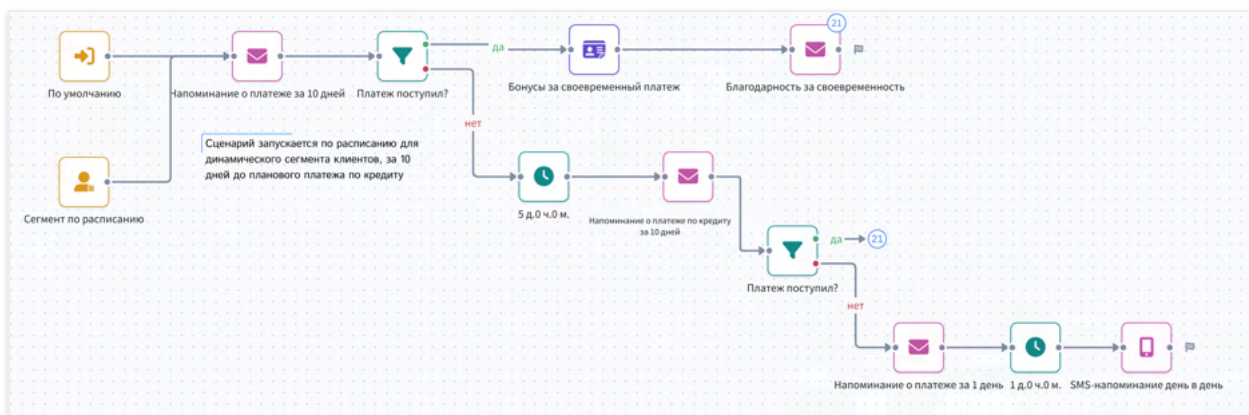 21
да
По умолчанию
Напоминание о платеже за 10 дней
Платеж поступил?
Бонусы за своевременный платеж
Благодарность за своевременность
нет
Сценарий запускается по расписанию для
динамического сегмента клиентов, за 10
дней до планового платежа по кредиту
Сегмент по расписанию
5 д.0 ч.0 м.
Напоминание о платеже по кредиту
за 10 дней
да
21
Платеж поступил?
нет
Напоминание о платеже за 1 день
1 д.0 ч.0 м.
SMS-напоминание день в день